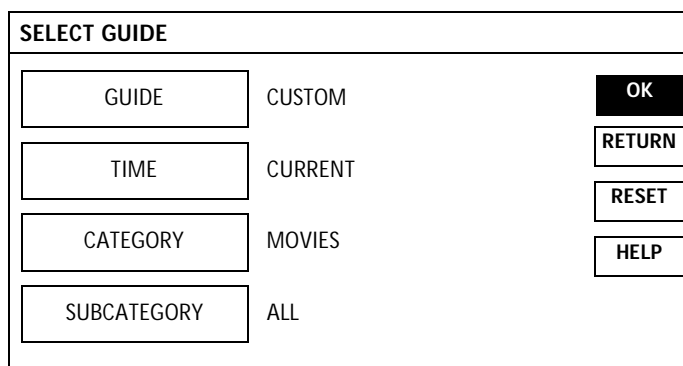 SELECT GUIDE
GUIDE CUSTOM OK
RETURN
TIME CURRENT
RESET
CATEGORY MOVIES
HELP
SUBCATEGORY ALL